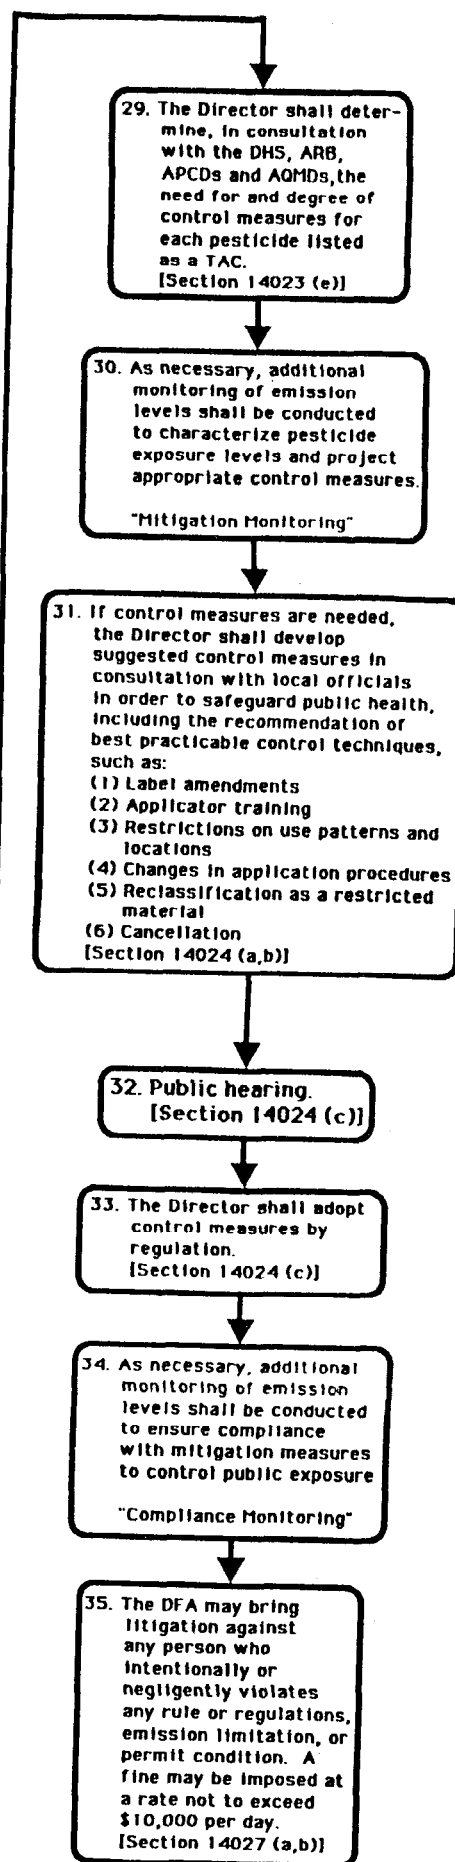 29. The Director shall deter-
mine, in consultation
with the DHS, ARB,
APCDs and AQMDs, the
need for and degree of
control measures for
each pesticide listed
as a TAC.
[Section 14023 (e)]
30. As necessary, additional
monitoring of emission
levels shall be conducted
to characterize pesticide
exposure levels and project
appropriate control measures.
"Mitigation Monitoring"
31. If control measures are needed,
the Director shall develop
suggested control measures in
consultation with local officials
in order to safeguard public health,
including the recommendation of
best practicable control techniques,
such as:
(1) Label amendments
(2) Applicator training
(3) Restrictions on use patterns and
locations
(4) Changes in application procedures
(5) Reclassification as a restricted
material
(6) Cancellation
[Section 14024 (a,b)]
32. Public hearing.
[Section 14024 (c)]
33. The Director shall adopt
control measures by
regulation.
[Section 14024 (c)]
34. As necessary, additional
monitoring of emission
levels shall be conducted
to ensure compliance
with mitigation measures
to control public exposure
"Compliance Monitoring"
35. The DFA may bring
litigation against
any person who
intentionally or
negligently violates
any rule or regulations,
emission limitation, or
permit condition. A
fine may be imposed at
a rate not to exceed
$10,000 per day.
[Section 14027 (a,b)]